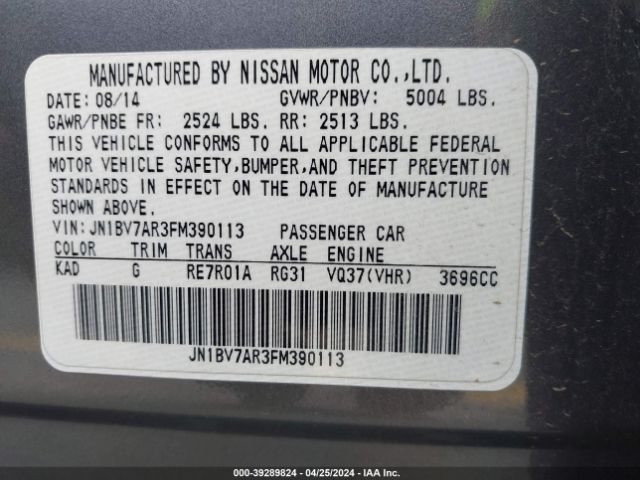 MANUFACTURED BY NISSAN MOTOR CO.,LTD.
DATE: 08/14 GVWR/PNBV: 5004 LBS.
GAWR/PNBE FR: 2524 LBS. RR: 2513 LBS.
THIS VEHICLE CONFORMS TO ALL APPLICABLE FEDERAL
MOTOR VEHICLE SAFETY,BUMPER,AND THEFT PREVENTION
STANDARDS IN EFFECT ON THE DATE OF MANUFACTURE
SHOWN ABOVE.
VIN: JN1BV7AR3FM390113 PASSENGER CAR
COLOR TRIM TRANS AXLE ENGINE
KAD G RE7R01A RG31 VQ37(VHR) 3696CC
JN1BV7AR3FM390113
000-39289824 - 04/25/2024 - IAA Inc.